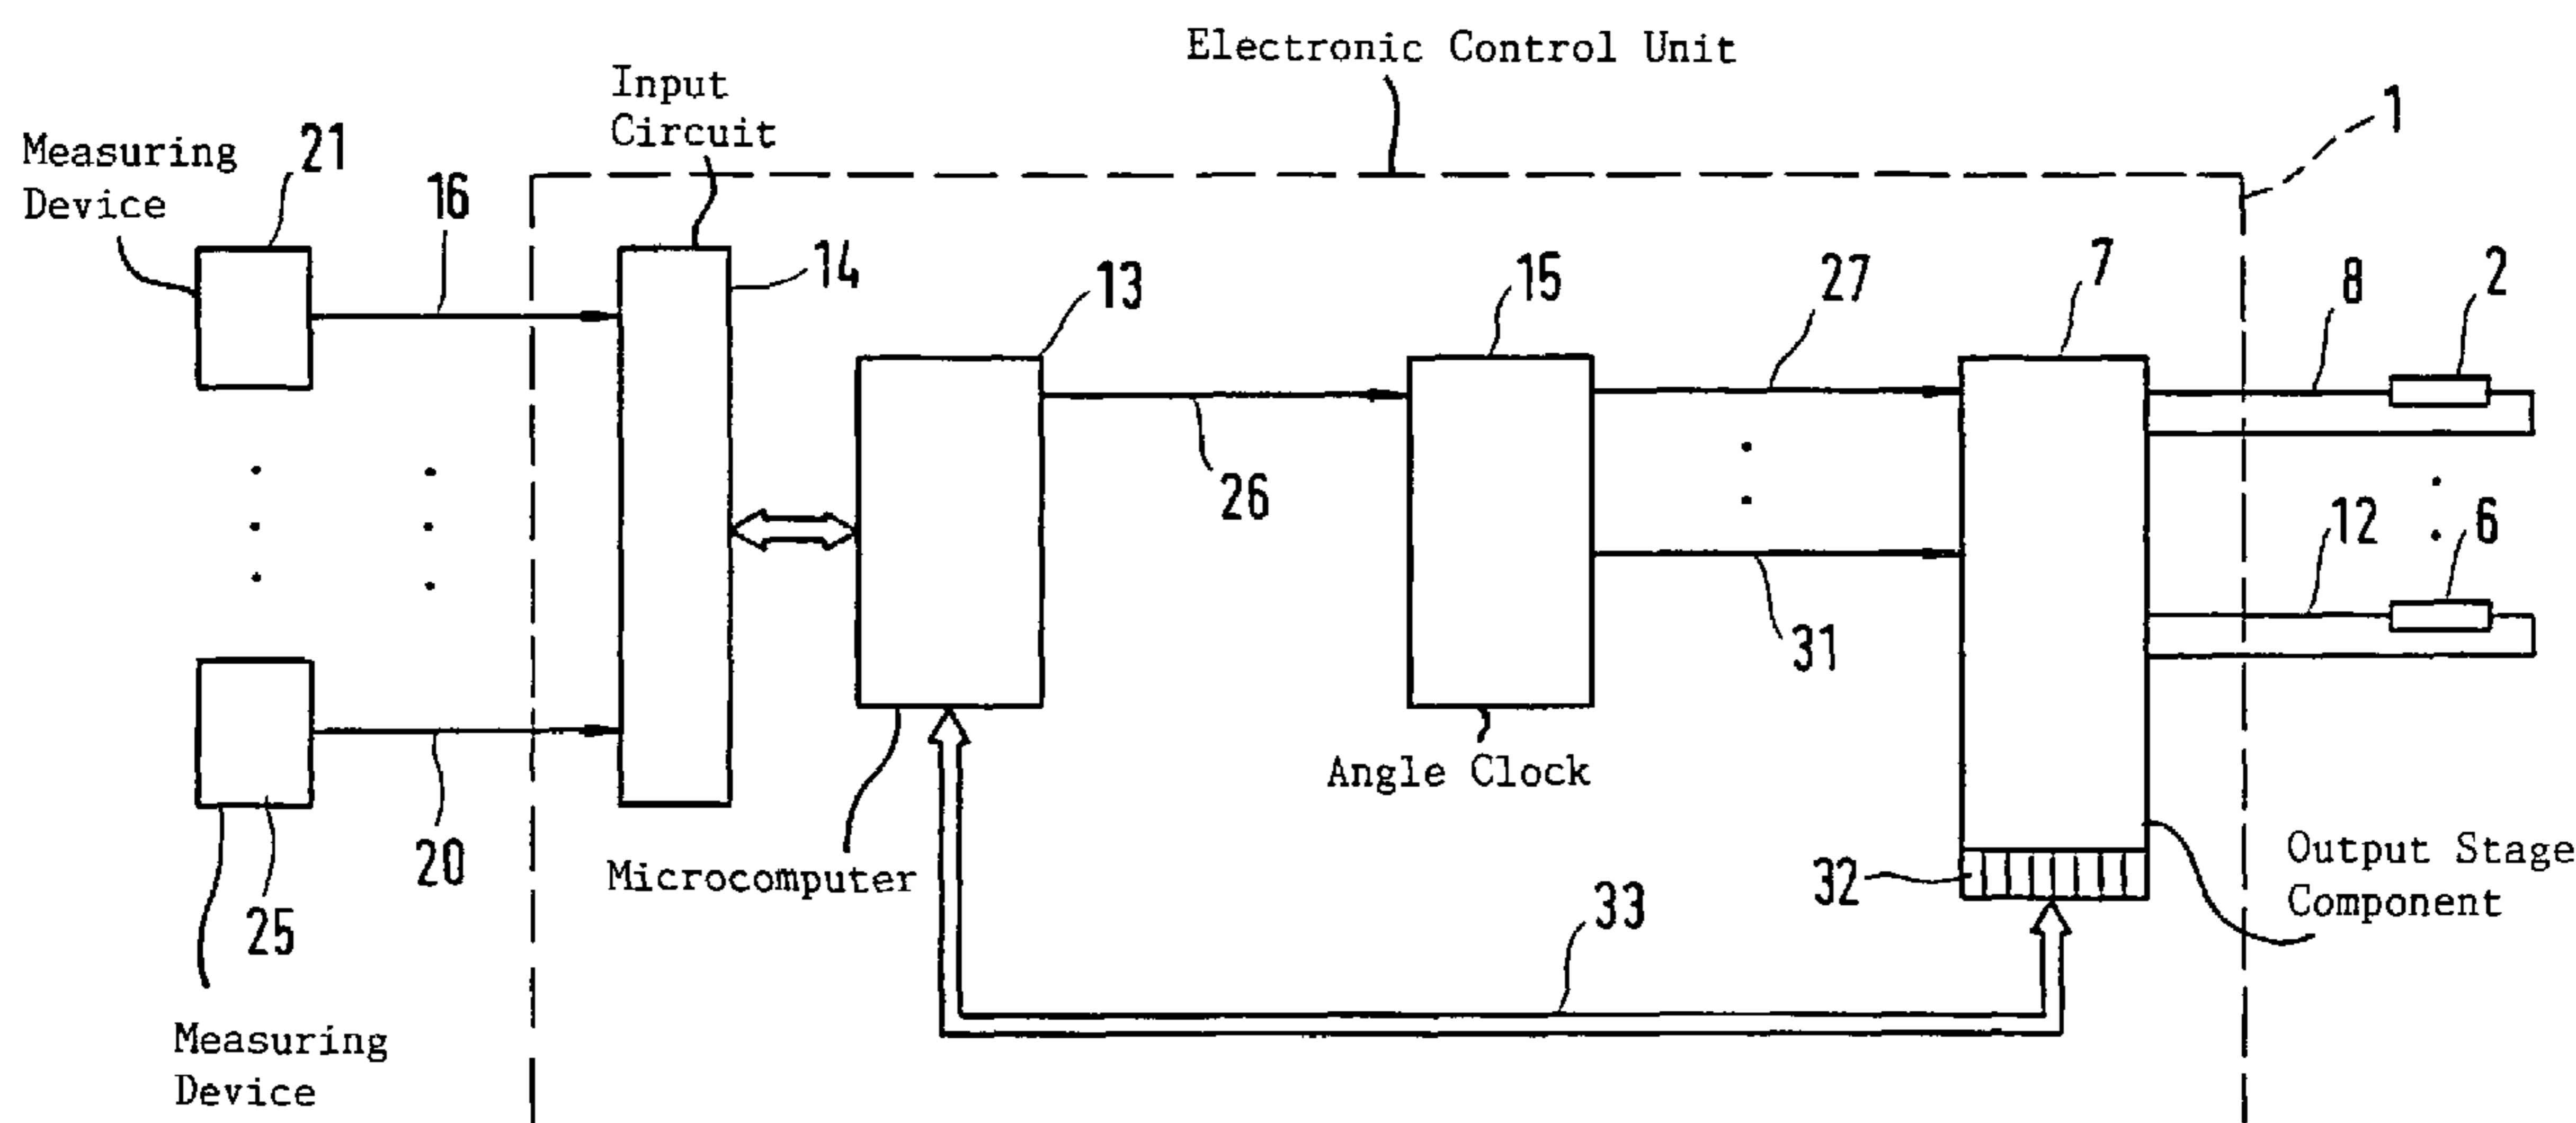 Electronic Control Unit
Input
Circuit
1
Measuring
Device
21
16
14
13
15
27
7
8
2
26
12
6
31
Angle Clock
Microcomputer
20
25
32
33
Output Stage
Component
Measuring
Device